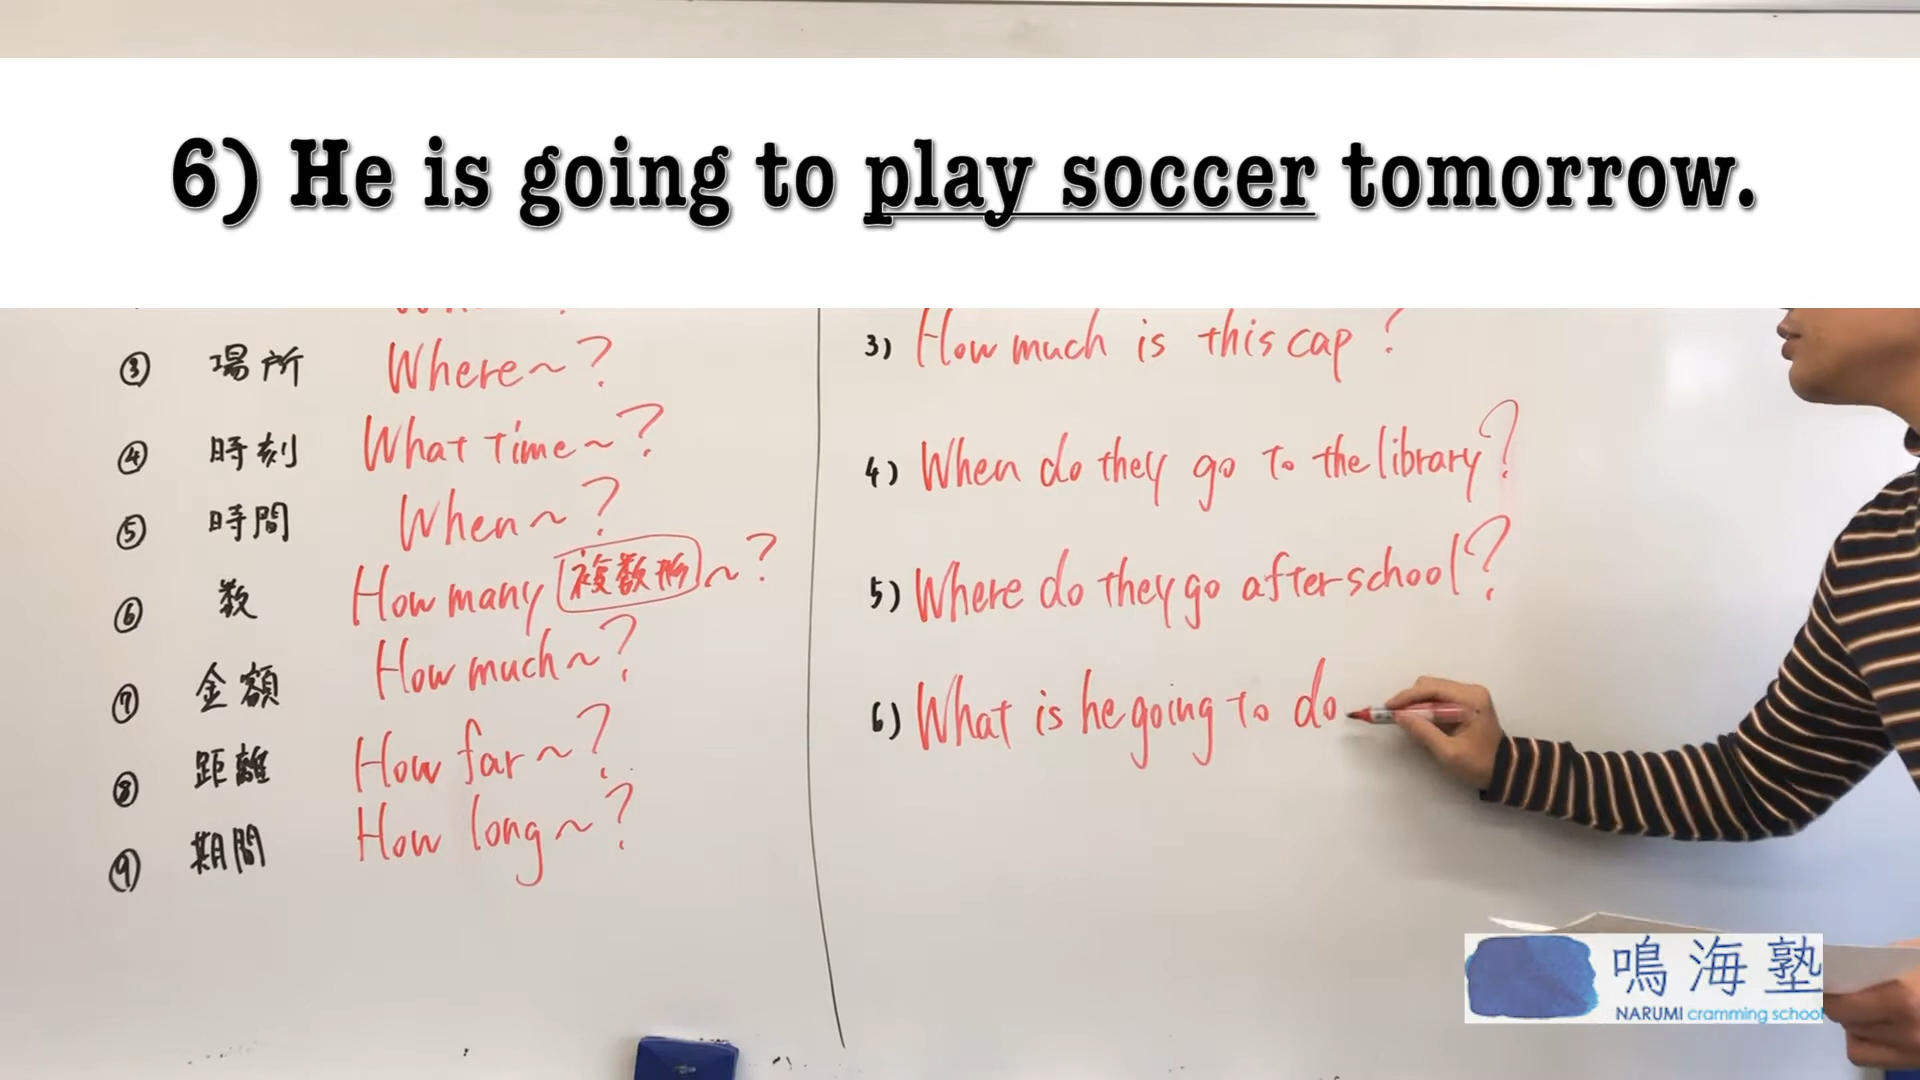 6) He is going to play soccer tomorrow.
③ 場所 Where~?
④ 時刻 What time~?
⑤ 時間 When~?
⑥ 数 How many 複数形~?
⑦ 金額 How much~?
⑧ 距離 How far~?
⑨ 期間 How long~?
3) How much is this cap?
4) When do they go to the library?
5) Where do they go after school?
6) What is he going to do
鳴海塾
NARUMI cramming school